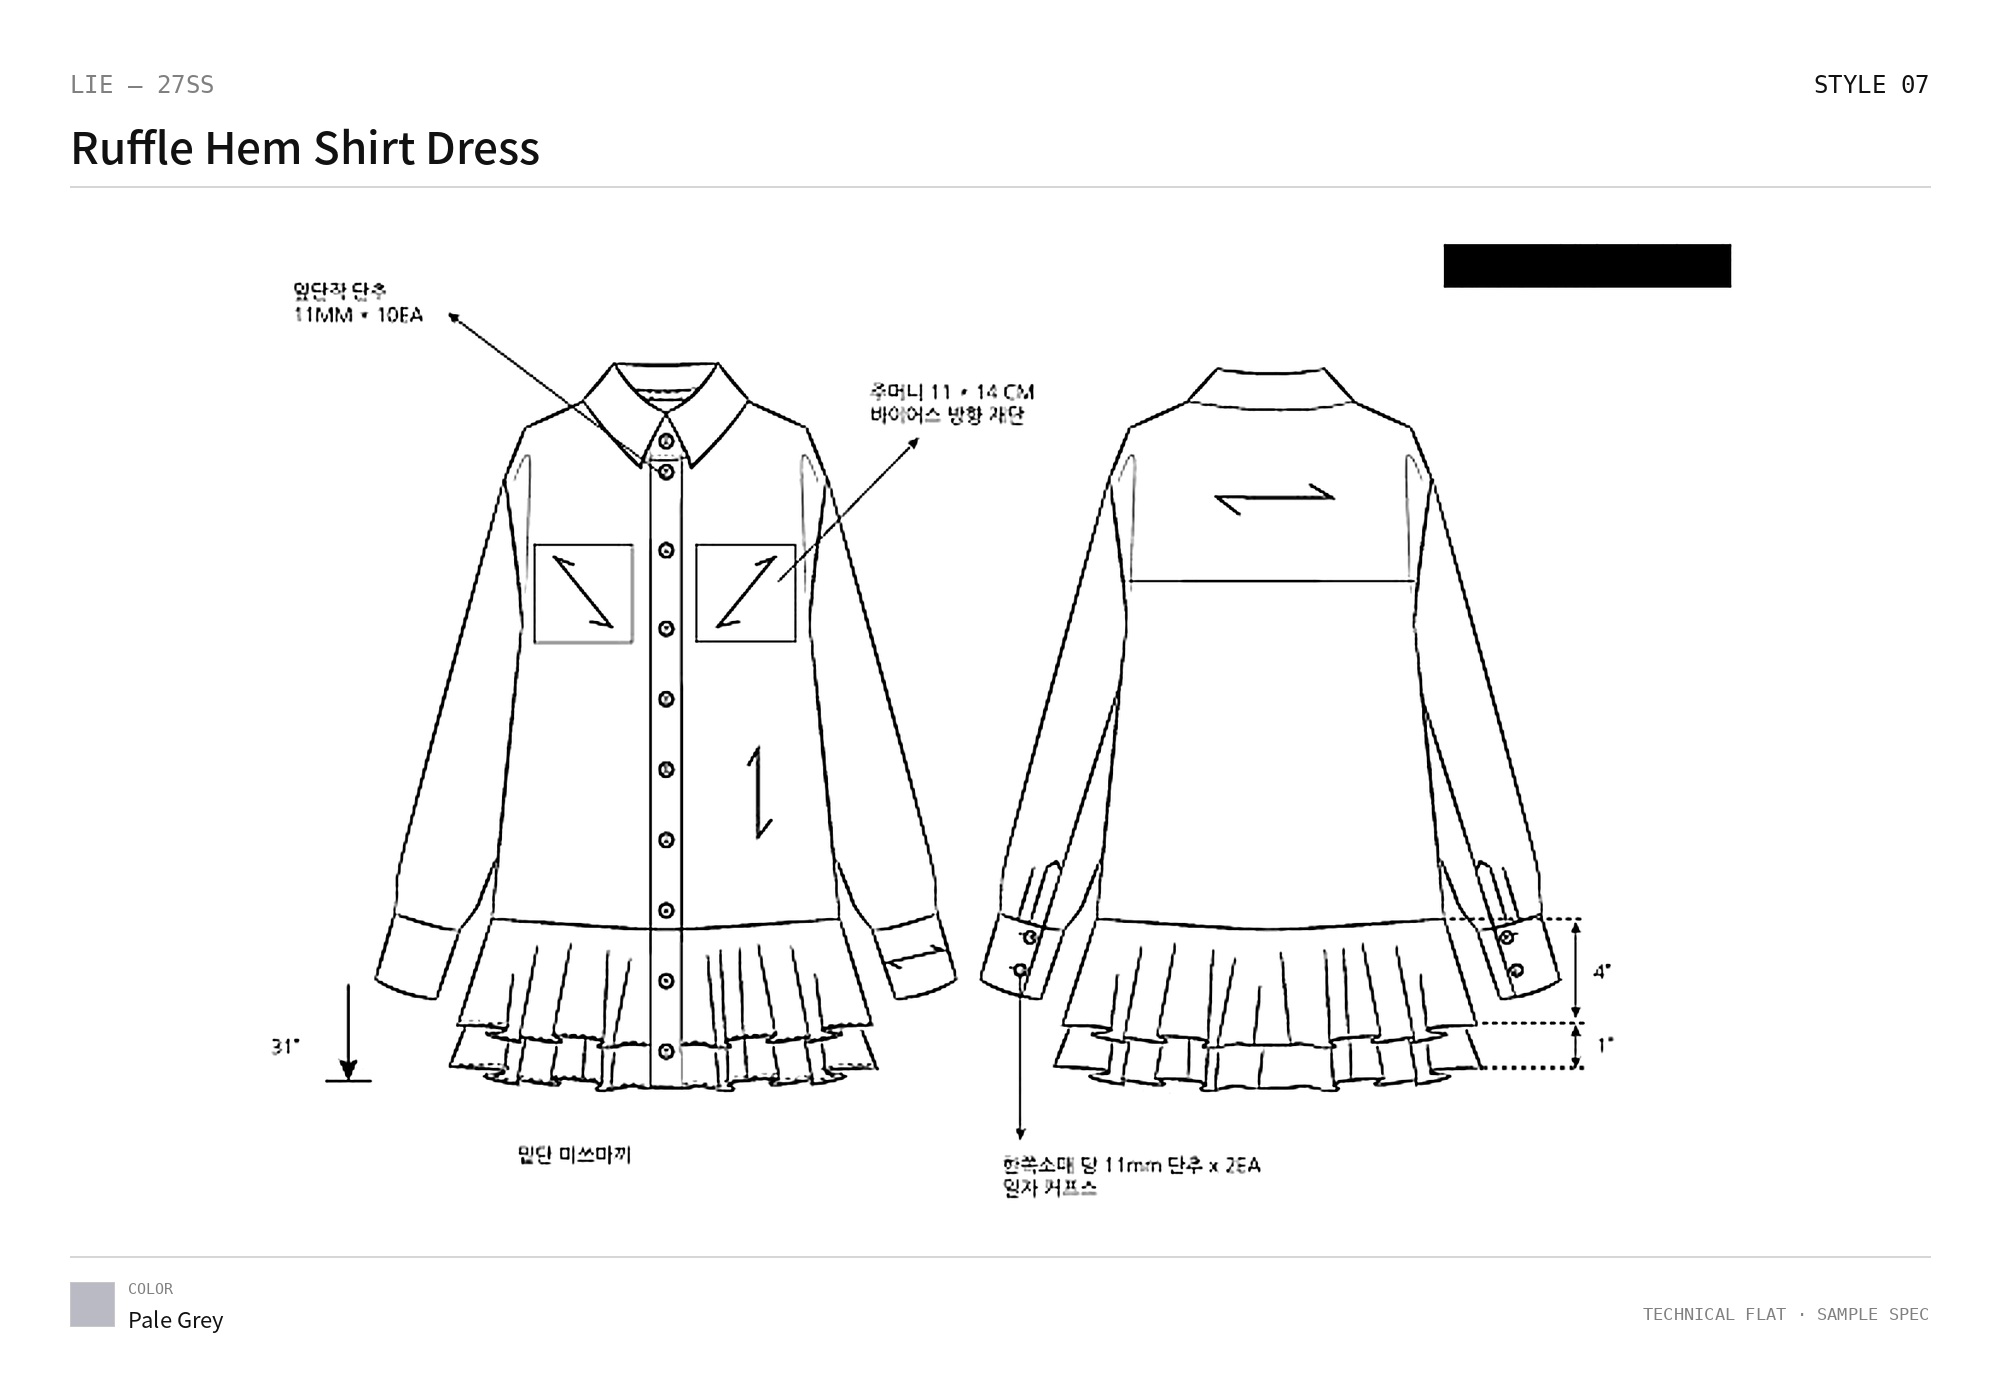 LIE — 27SS
STYLE 07
Ruffle Hem Shirt Dress
앞단작 단추
11MM * 10EA
주머니 11 * 14 CM
바이어스 방향 재단
4"
31"
1"
밑단 미쓰마끼
한쪽소매 당 11mm 단추 x 2EA
일자 커프스
COLOR
Pale Grey
TECHNICAL FLAT · SAMPLE SPEC